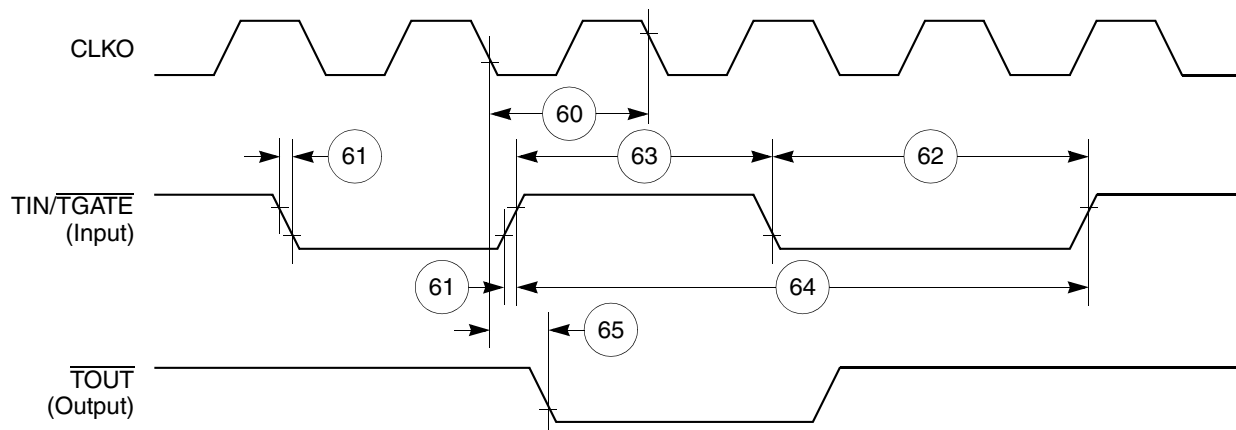 CLKO
60
61
63
62
TIN/TGATE
(Input)
61
64
65
TOUT
(Output)